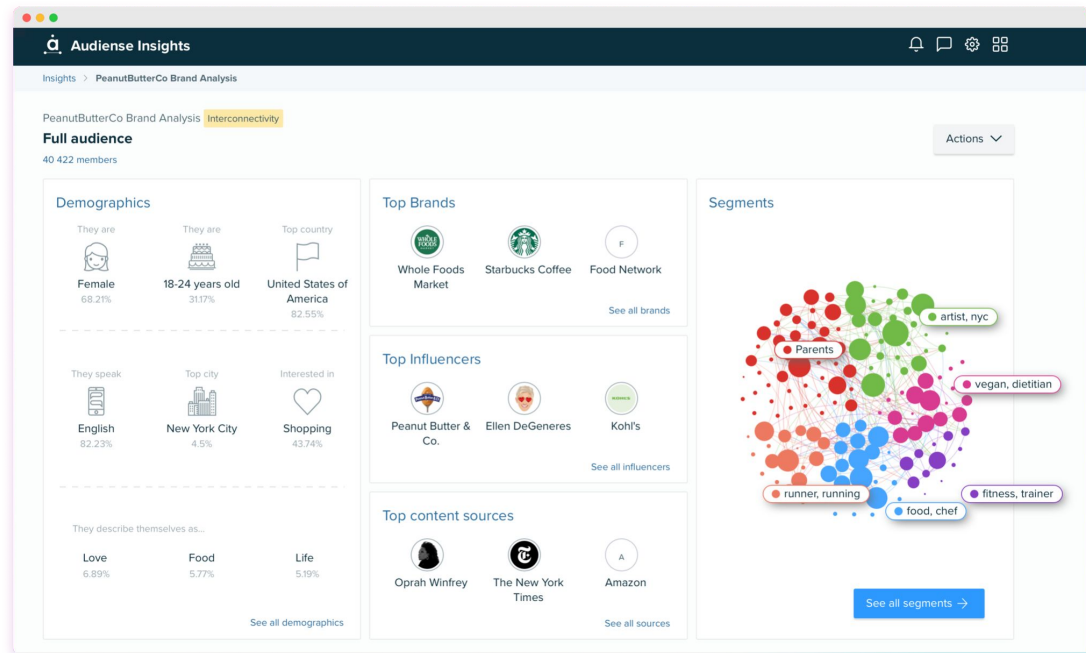 Audiense Insights
Insights > PeanutButterCo Brand Analysis
PeanutButterCo Brand Analysis Interconnectivity
Full audience
40 422 members
Actions
Demographics
They are
Female
68.21%
They are
18-24 years old
31.17%
Top country
United States of
America
82.55%
They speak
English
82.23%
Top city
New York City
4.5%
Interested in
Shopping
43.74%
They describe themselves as...
Love
6.89%
Food
5.77%
Life
5.19%
See all demographics
Top Brands
WHOLE
FOODS
Whole Foods
Market
Starbucks Coffee
F
Food Network
See all brands
Top Influencers
Peanut Butter &
Co.
Ellen DeGeneres
Kohl's
See all influencers
Top content sources
Oprah Winfrey
The New York
Times
A
Amazon
See all sources
Segments
artist, nyc
Parents
vegan, dietitian
runner, running
fitness, trainer
food, chef
See all segments →